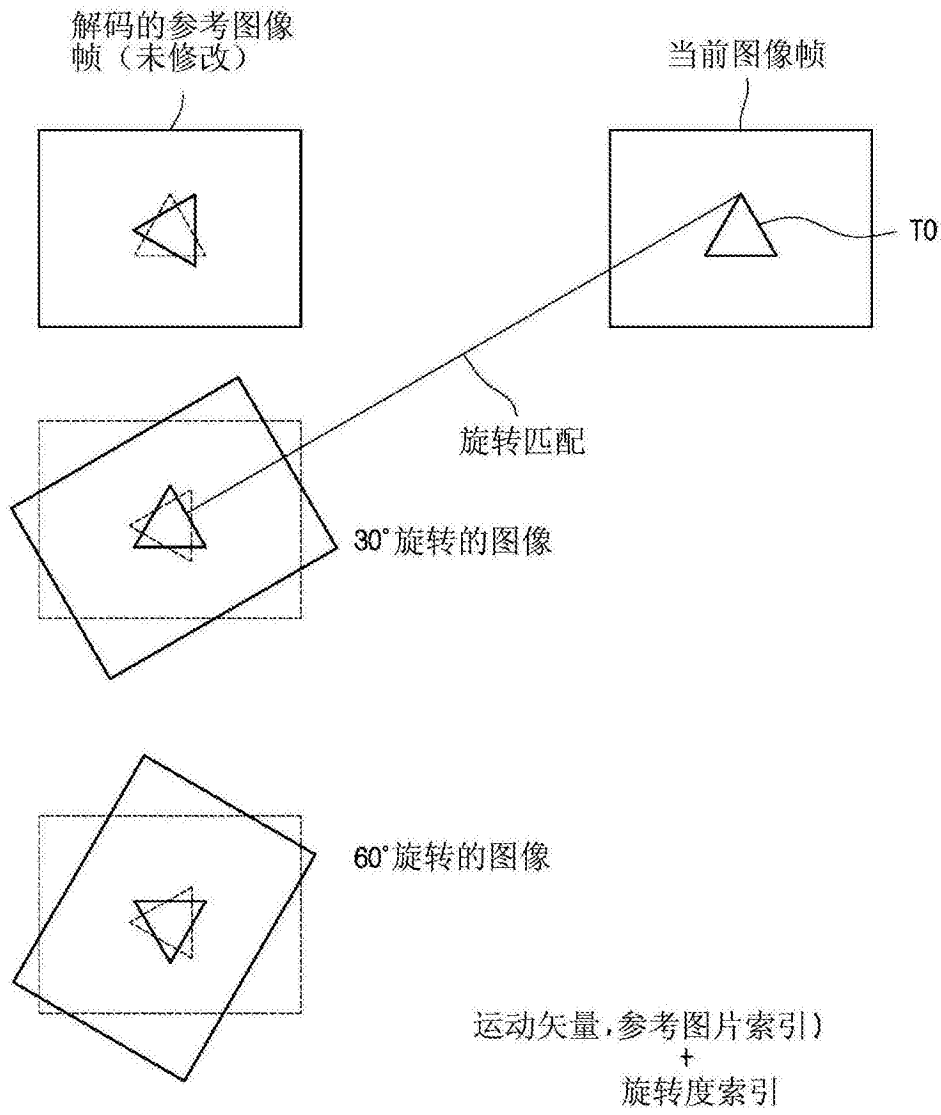 解码的参考图像
帧（未修改）
当前图像帧
T0
旋转匹配
30°旋转的图像
60°旋转的图像
运动矢量,参考图片索引)
+
旋转度索引